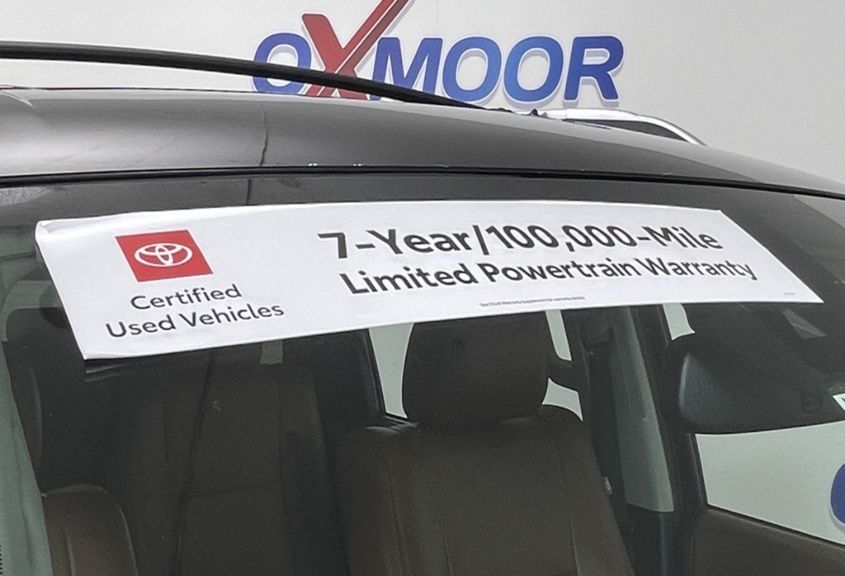 OXMOOR
Certified
Used Vehicles
7-Year/100,000-Mile
Limited Powertrain Warranty